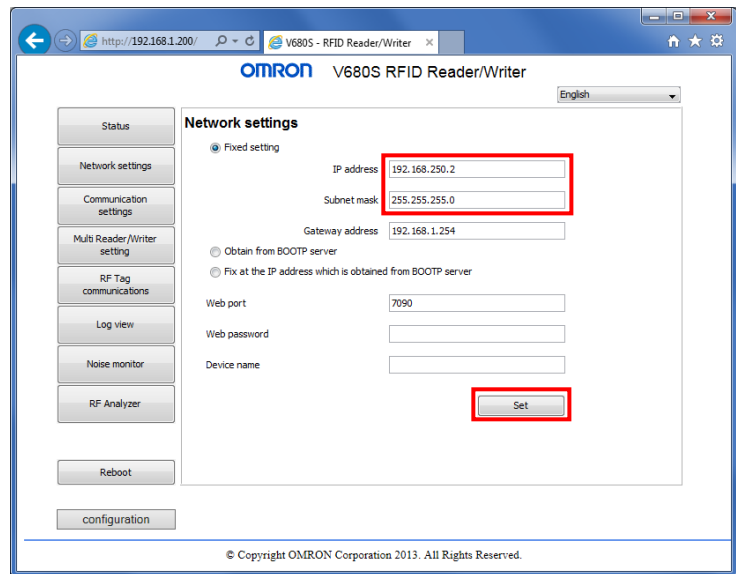 http://192.168.1.200/
V680S - RFID Reader/Writer
OMRON V680S RFID Reader/Writer
English
Status
Network settings
Communication
settings
Multi Reader/Writer
setting
RF Tag
communications
Log view
Noise monitor
RF Analyzer
Reboot
configuration
Network settings
Fixed setting
IP address 192.168.250.2
Subnet mask 255.255.255.0
Gateway address 192.168.1.254
Obtain from BOOTP server
Fix at the IP address which is obtained from BOOTP server
Web port 7090
Web password
Device name
Set
© Copyright OMRON Corporation 2013. All Rights Reserved.